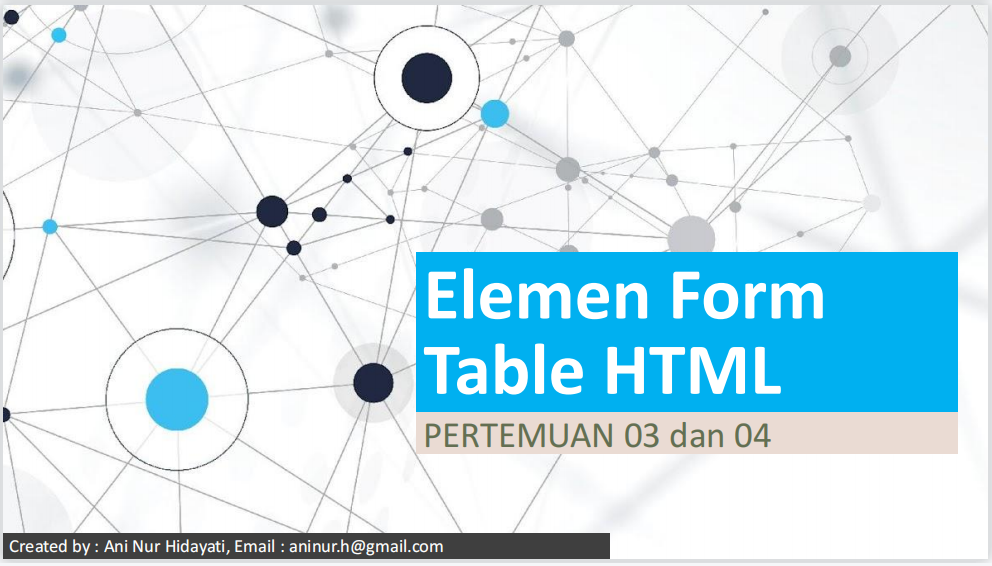 Elemen Form
Table HTML
PERTEMUAN 03 dan 04
Created by : Ani Nur Hidayati, Email : aninur.h@gmail.com